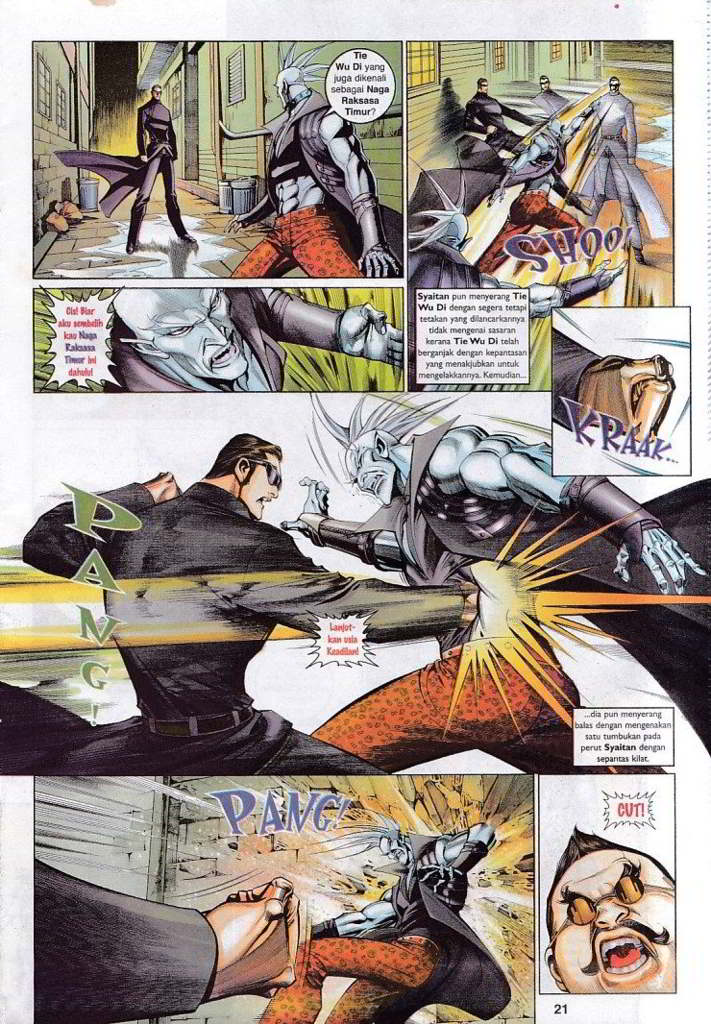 Tie
Wu Di yang
juga dikenali
sebagai Naga
Raksasa
Timur?
SHOO!
Cis! Biar
aku sembelih
kau Naga
Raksasa
Timur ini
dahulu!
Syaitan pun menyerang Tie
Wu Di dengan segera tetapi
tetakan yang dilancarkannya
tidak mengenai sasaran
kerana Tie Wu Di telah
berganjak dengan kepantasan
yang menakjubkan untuk
mengelakkannya. Kemudian...
KRAAK...
PANG!
Lanjut-
kan usia
Keadilan!
...dia pun menyerang
balas dengan mengenakan
satu tumbukan pada
perut Syaitan dengan
sepantas kilat.
PANG!
CUT!
21